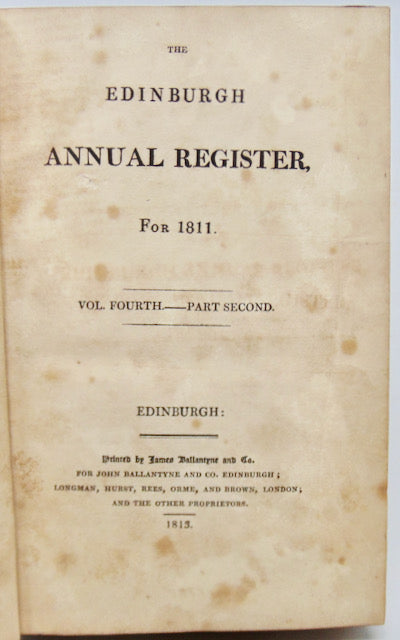 THE
EDINBURGH
ANNUAL REGISTER,
FOR 1811.
VOL. FOURTH.——PART SECOND.
EDINBURGH:
Printed by James Ballantyne and Co.
FOR JOHN BALLANTYNE AND CO. EDINBURGH;
LONGMAN, HURST, REES, ORME, AND BROWN, LONDON;
AND THE OTHER PROPRIETORS.
1813.